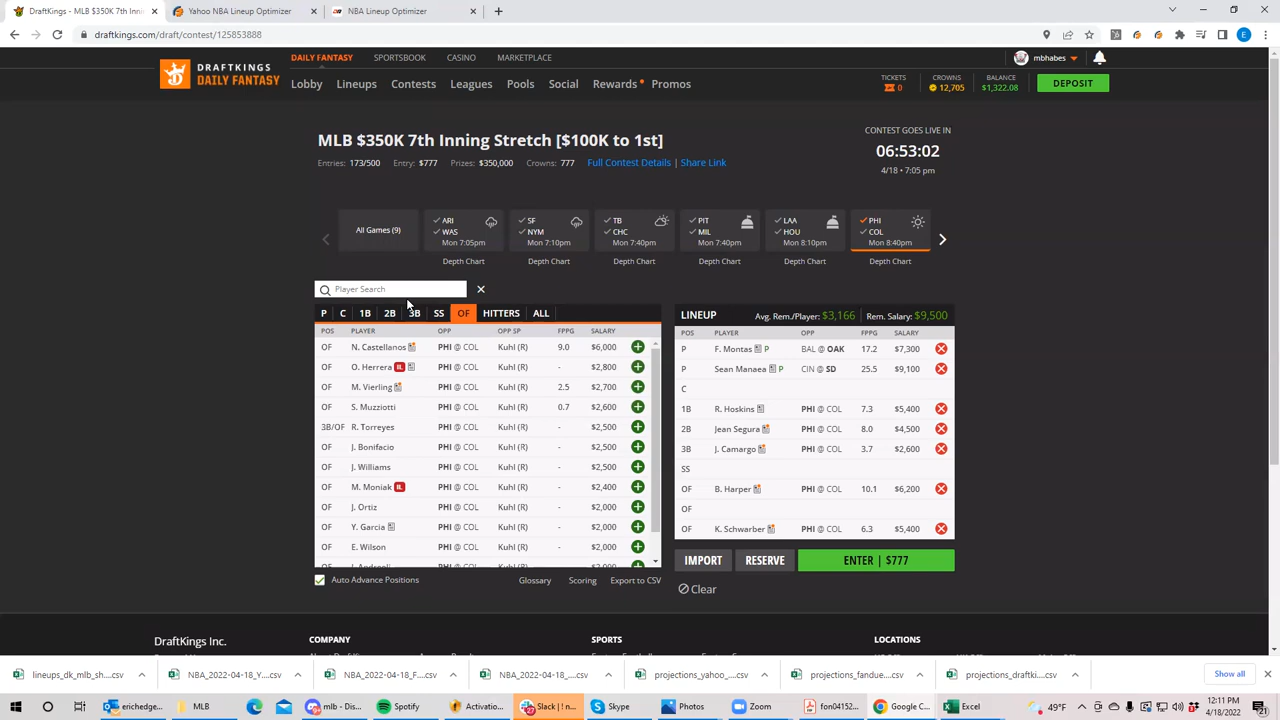 DraftKings - MLB $350K 7th Inn
Yahoo NBA Lineup Optimizer
NBA Lineup Optimizer
draftkings.com/draft/contest/125853888
DRAFTKINGS
DAILY FANTASY
DAILY FANTASY SPORTSBOOK CASINO MARKETPLACE
mbhabes
Lobby Lineups Contests Leagues Pools Social Rewards Promos
TICKETS 0
CROWNS 12,705
BALANCE $1,322.08
DEPOSIT
MLB $350K 7th Inning Stretch [$100K to 1st]
Entries: 173/500 Entry: $777 Prizes: $350,000 Crowns: 777 Full Contest Details | Share Link
CONTEST GOES LIVE IN
06:53:02
4/18 • 7:05 pm
All Games (9)
ARI WAS Mon 7:05pm
SF NYM Mon 7:10pm
TB CHC Mon 7:40pm
PIT MIL Mon 7:40pm
LAA HOU Mon 8:10pm
PHI COL Mon 8:40pm
Depth Chart Depth Chart Depth Chart Depth Chart Depth Chart Depth Chart
Player Search
P C 1B 2B 3B SS OF HITTERS ALL
POS PLAYER OPP OPP SP FPPG SALARY
OF N. Castellanos PHI @ COL Kuhl (R) 9.0 $6,000
OF O. Herrera IL PHI @ COL Kuhl (R) - $2,800
OF M. Vierling PHI @ COL Kuhl (R) 2.5 $2,700
OF S. Muzziotti PHI @ COL Kuhl (R) 0.7 $2,600
3B/OF R. Torreyes PHI @ COL Kuhl (R) - $2,500
OF J. Bonifacio PHI @ COL Kuhl (R) - $2,500
OF J. Williams PHI @ COL Kuhl (R) - $2,500
OF M. Moniak IL PHI @ COL Kuhl (R) - $2,400
OF J. Ortiz PHI @ COL Kuhl (R) - $2,000
OF Y. Garcia PHI @ COL Kuhl (R) - $2,000
OF E. Wilson PHI @ COL Kuhl (R) - $2,000
Auto Advance Positions
Glossary Scoring Export to CSV
LINEUP Avg. Rem./Player: $3,166 Rem. Salary: $9,500
POS PLAYER OPP FPPG SALARY
P F. Montas P BAL @ OAK 17.2 $7,300
P Sean Manaea P CIN @ SD 25.5 $9,100
C
1B R. Hoskins PHI @ COL 7.3 $5,400
2B Jean Segura PHI @ COL 8.0 $4,500
3B J. Camargo PHI @ COL 3.7 $2,600
SS
OF B. Harper PHI @ COL 10.1 $6,200
OF
OF K. Schwarber PHI @ COL 6.3 $5,400
IMPORT RESERVE ENTER | $777
Clear
DraftKings Inc.
COMPANY
SPORTS
LOCATIONS
lineups_dk_mlb_sh....csv
NBA_2022-04-18_Y....csv
NBA_2022-04-18_F....csv
NBA_2022-04-18_....csv
projections_yahoo_....csv
projections_fandue....csv
projections_draftki....csv
Show all
erichedge...
MLB
mlb - Dis...
Spotify
Activation...
Slack | ! n...
Skype
Photos
Zoom
fon04152...
Google C...
Excel
49°F
12:11 PM
4/18/2022